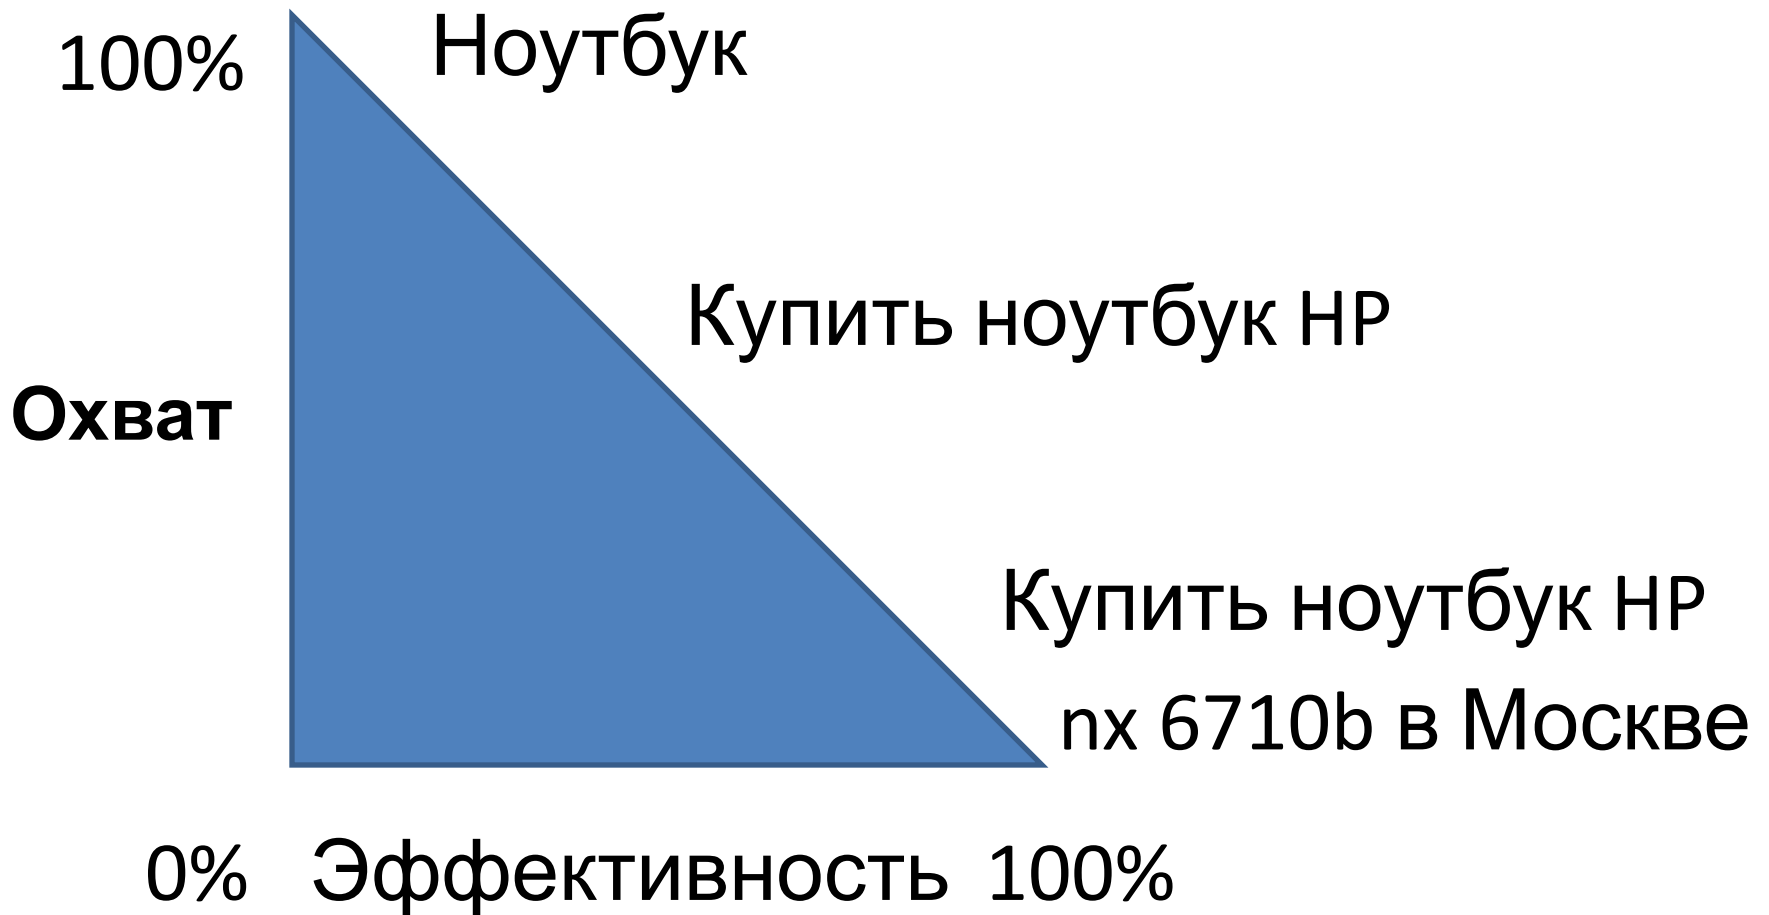 100%
Ноутбук
Купить ноутбук HP
Охват
Купить ноутбук HP
nx 6710b в Москве
0% Эффективность 100%